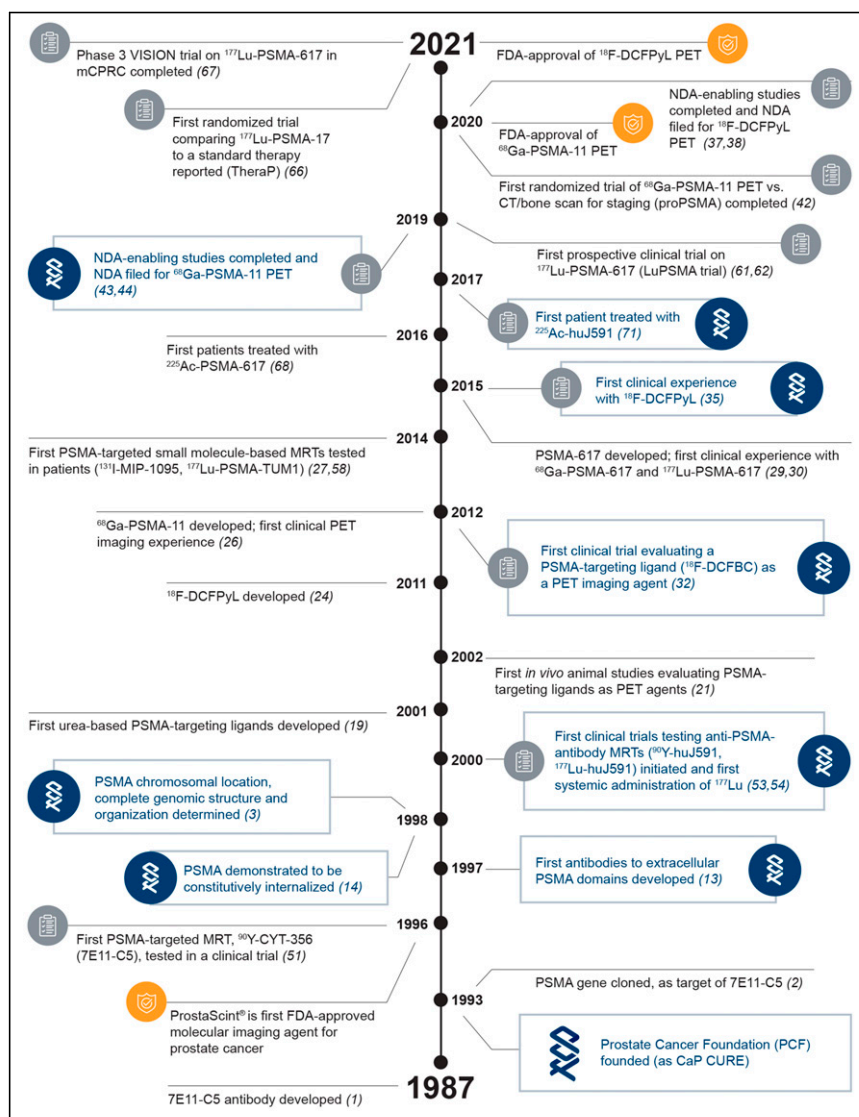 2021
Phase 3 VISION trial on ¹⁷⁷Lu-PSMA-617 in
mCPRC completed (67)
FDA-approval of ¹⁸F-DCFPyL PET
First randomized trial
comparing ¹⁷⁷Lu-PSMA-17
to a standard therapy
reported (TheraP)
(66)
2020
FDA-approval of
⁶⁸Ga-PSMA-11 PET
NDA-enabling studies
completed and NDA
filed for ¹⁸F-DCFPyL
PET (37,38)
First randomized trial of ⁶⁸Ga-PSMA-11 PET vs.
CT/bone scan for staging (proPSMA) completed (42)
2019
NDA-enabling studies completed and
NDA filed for ⁶⁸Ga-PSMA-11 PET
(43,44)
First prospective clinical trial on
¹⁷⁷Lu-PSMA-617 (LuPSMA trial) (61,62)
2017
First patient treated with
²²⁵Ac-huJ591 (71)
2016
First patients treated with
²²⁵Ac-PSMA-617 (68)
2015
First clinical experience
with ¹⁸F-DCFPyL (35)
PSMA-617 developed; first clinical experience with
⁶⁸Ga-PSMA-617 and ¹⁷⁷Lu-PSMA-617 (29,30)
2014
First PSMA-targeted small molecule-based MRTs tested
in patients (¹³¹I-MIP-1095, ¹⁷⁷Lu-PSMA-TUM1) (27,58)
2012
⁶⁸Ga-PSMA-11 developed; first clinical PET
imaging experience (26)
First clinical trial evaluating a
PSMA-targeting ligand (¹⁸F-DCFBC) as
a PET imaging agent (32)
2011
¹⁸F-DCFPyL developed (24)
2002
First in vivo animal studies evaluating PSMA-
targeting ligands as PET agents (21)
2001
First urea-based PSMA-targeting ligands developed (19)
2000
First clinical trials testing anti-PSMA-
antibody MRTs (⁹⁰Y-huJ591,
¹⁷⁷Lu-huJ591) initiated and first
systemic administration of ¹⁷⁷Lu (53,54)
1998
PSMA chromosomal location,
complete genomic structure and
organization determined (3)
PSMA demonstrated to be
constitutively internalized (14)
1997
First antibodies to extracellular
PSMA domains developed (13)
1996
First PSMA-targeted MRT, ⁹⁰Y-CYT-356
(7E11-C5), tested in a clinical trial (51)
ProstaScint® is first FDA-approved
molecular imaging agent for
prostate cancer
1993
PSMA gene cloned, as target of 7E11-C5 (2)
Prostate Cancer Foundation (PCF)
founded (as CaP CURE)
1987
7E11-C5 antibody developed (1)